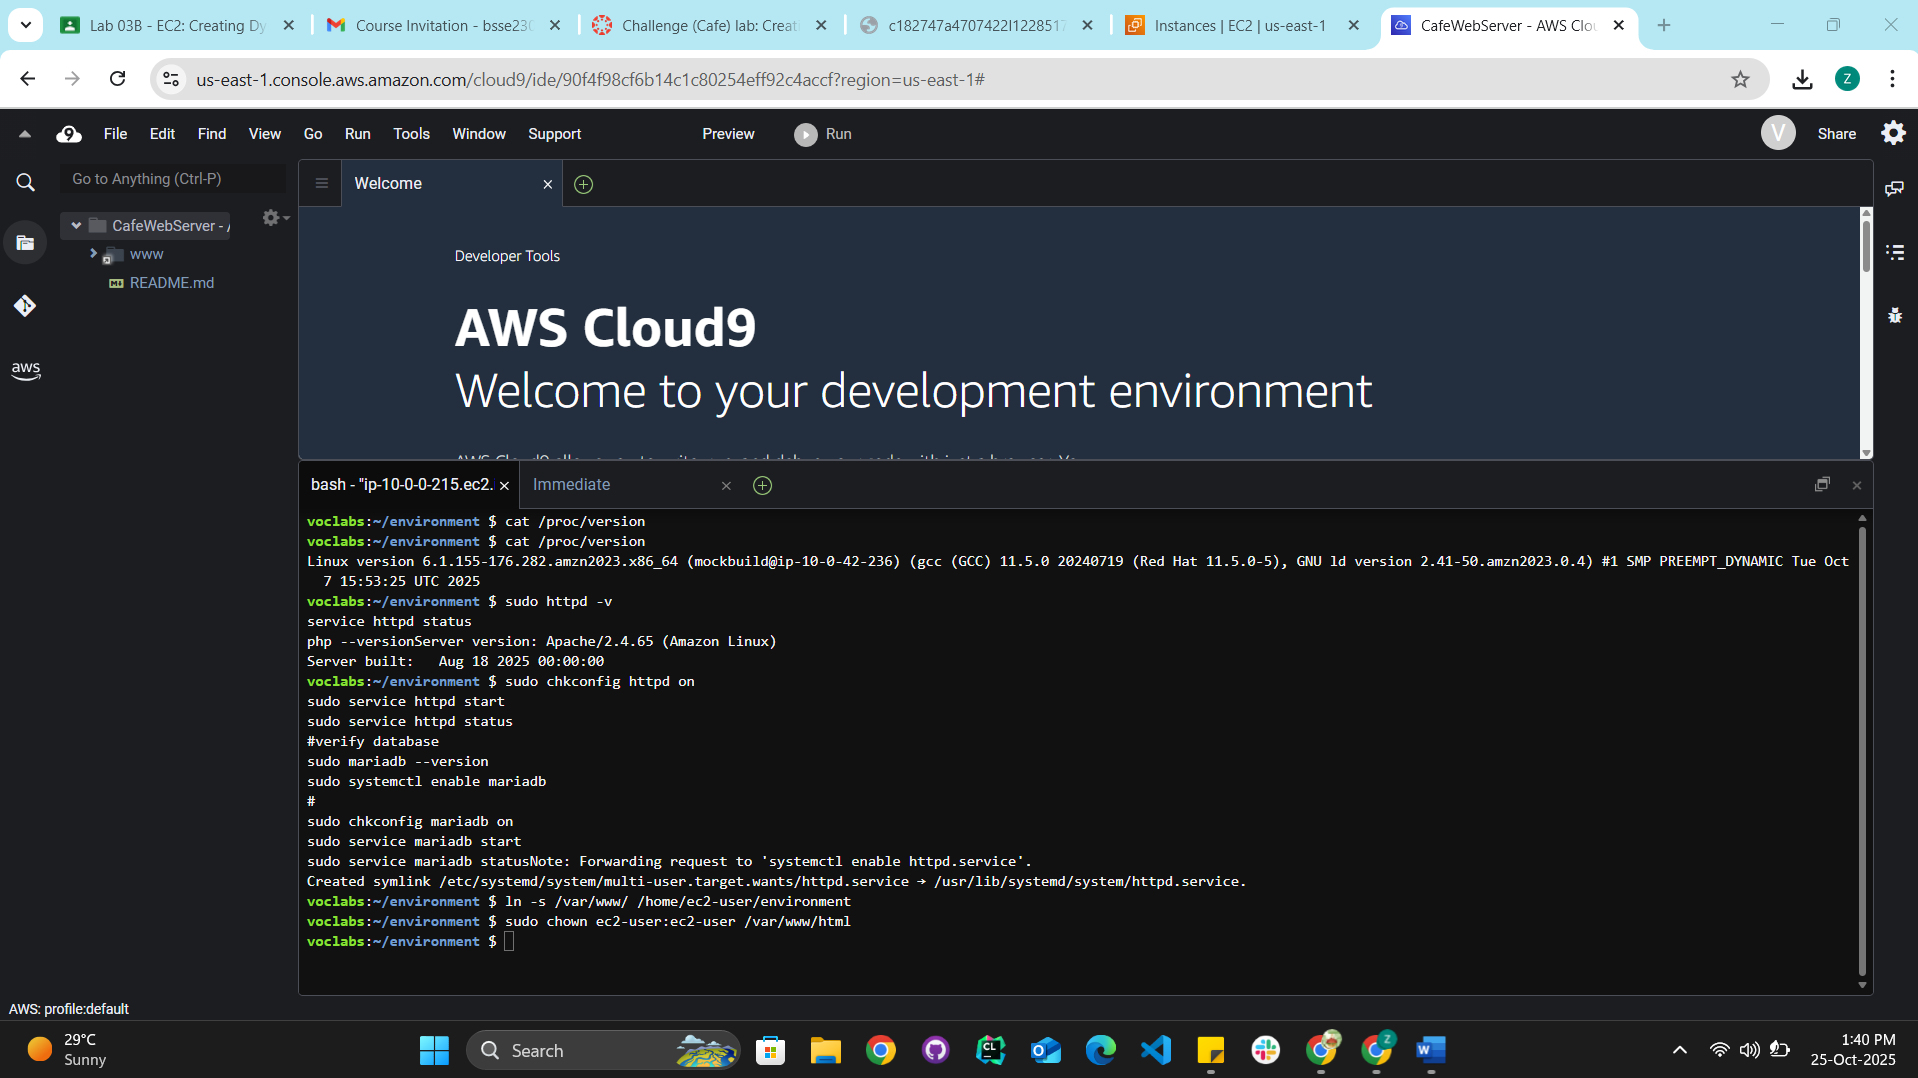 Lab 03B - EC2: Creating Dy
Course Invitation - bsse23
Challenge (Cafe) lab: Creat
c182747a4707422l1228517
Instances | EC2 | us-east-1
CafeWebServer - AWS Clou
us-east-1.console.aws.amazon.com/cloud9/ide/90f4f98cf6b14c1c80254eff92c4accf?region=us-east-1#
Z
9 File Edit Find View Go Run Tools Window Support Preview Run
V Share
Go to Anything (Ctrl-P)
CafeWebServer - /
www
README.md
aws
Welcome
Developer Tools
AWS Cloud9
Welcome to your development environment
bash - "ip-10-0-0-215.ec2. Immediate
voclabs:~/environment $ cat /proc/version
voclabs:~/environment $ cat /proc/version
Linux version 6.1.155-176.282.amzn2023.x86_64 (mockbuild@ip-10-0-42-236) (gcc (GCC) 11.5.0 20240719 (Red Hat 11.5.0-5), GNU ld version 2.41-50.amzn2023.0.4) #1 SMP PREEMPT_DYNAMIC Tue Oct
7 15:53:25 UTC 2025
voclabs:~/environment $ sudo httpd -v
service httpd status
php --versionServer version: Apache/2.4.65 (Amazon Linux)
Server built:   Aug 18 2025 00:00:00
voclabs:~/environment $ sudo chkconfig httpd on
sudo service httpd start
sudo service httpd status
#verify database
sudo mariadb --version
sudo systemctl enable mariadb
#
sudo chkconfig mariadb on
sudo service mariadb start
sudo service mariadb statusNote: Forwarding request to 'systemctl enable httpd.service'.
Created symlink /etc/systemd/system/multi-user.target.wants/httpd.service → /usr/lib/systemd/system/httpd.service.
voclabs:~/environment $ ln -s /var/www/ /home/ec2-user/environment
voclabs:~/environment $ sudo chown ec2-user:ec2-user /var/www/html
voclabs:~/environment $
AWS: profile:default
29°C
Sunny
Search
1:40 PM
25-Oct-2025